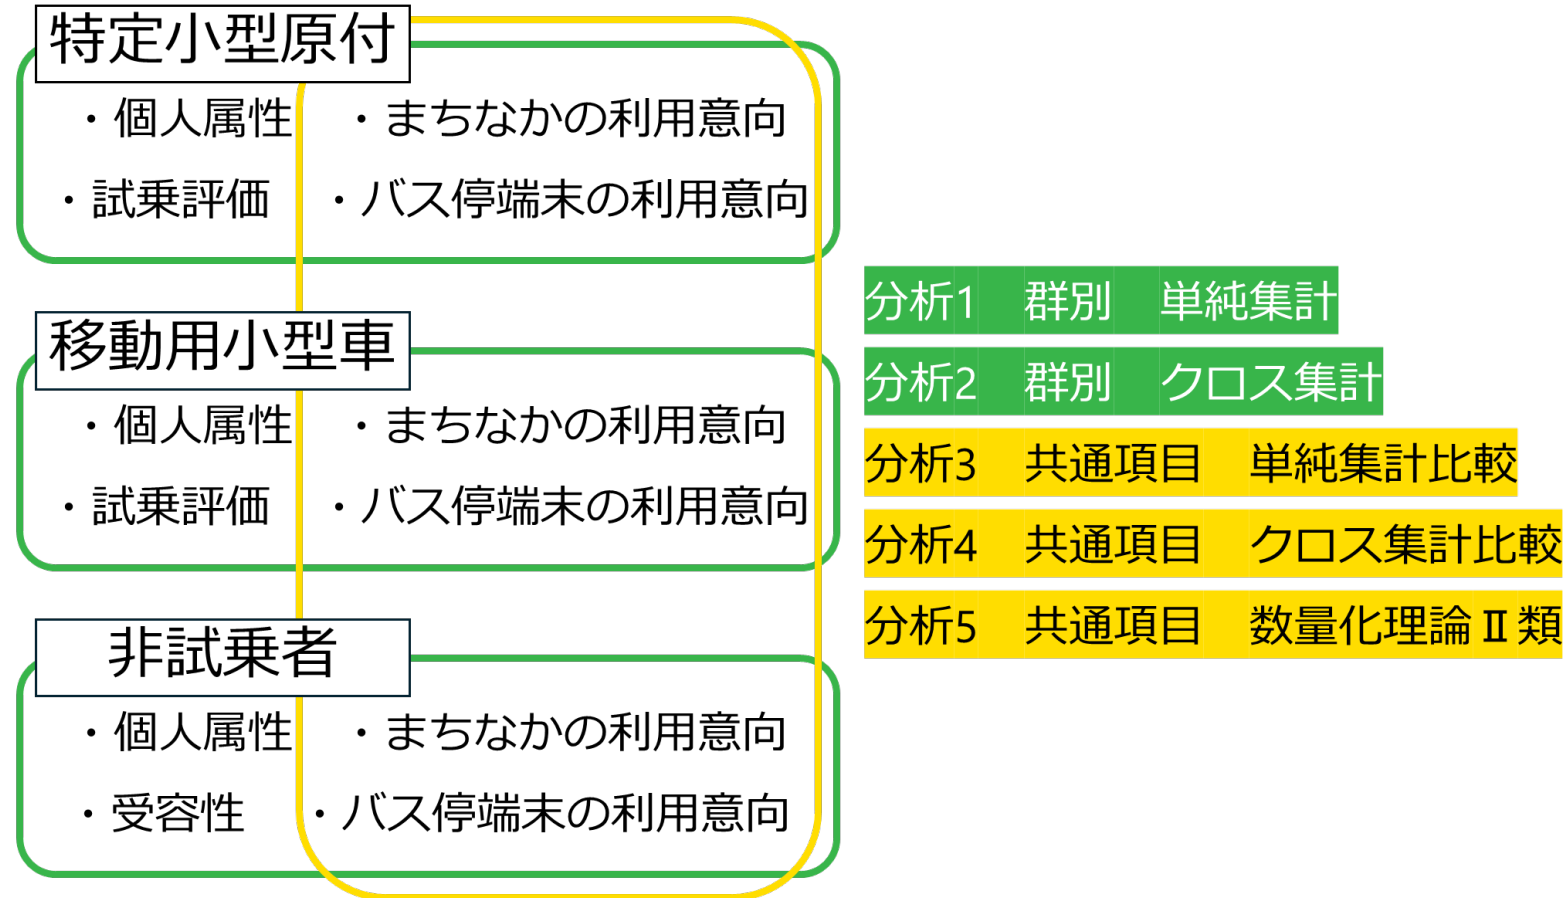 特定小型原付
・個人属性　・まちなかの利用意向
・試乗評価　・バス停端末の利用意向
移動用小型車
・個人属性　・まちなかの利用意向
・試乗評価　・バス停端末の利用意向
非試乗者
・個人属性　・まちなかの利用意向
・受容性　・バス停端末の利用意向
分析1　群別　単純集計
分析2　群別　クロス集計
分析3　共通項目　単純集計比較
分析4　共通項目　クロス集計比較
分析5　共通項目　数量化理論Ⅱ類